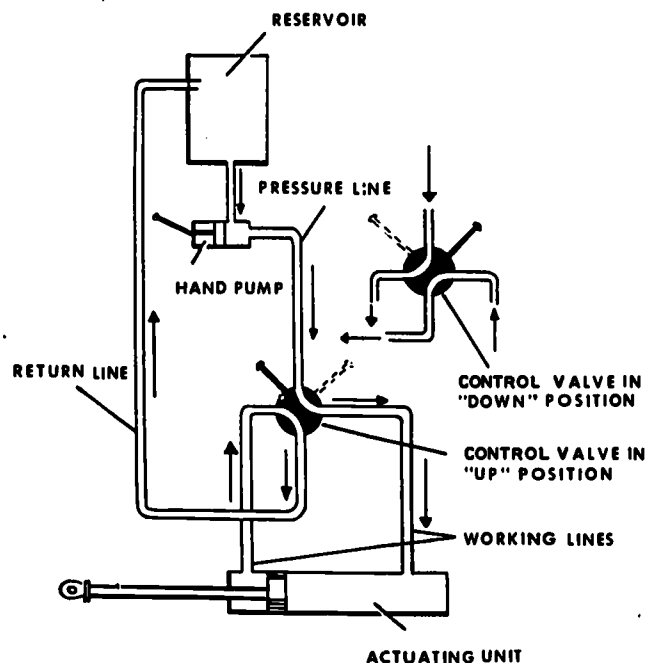 RESERVOIR
PRESSURE LINE
HAND PUMP
RETURN LINE
CONTROL VALVE IN
"DOWN" POSITION
CONTROL VALVE IN
"UP" POSITION
WORKING LINES
ACTUATING UNIT